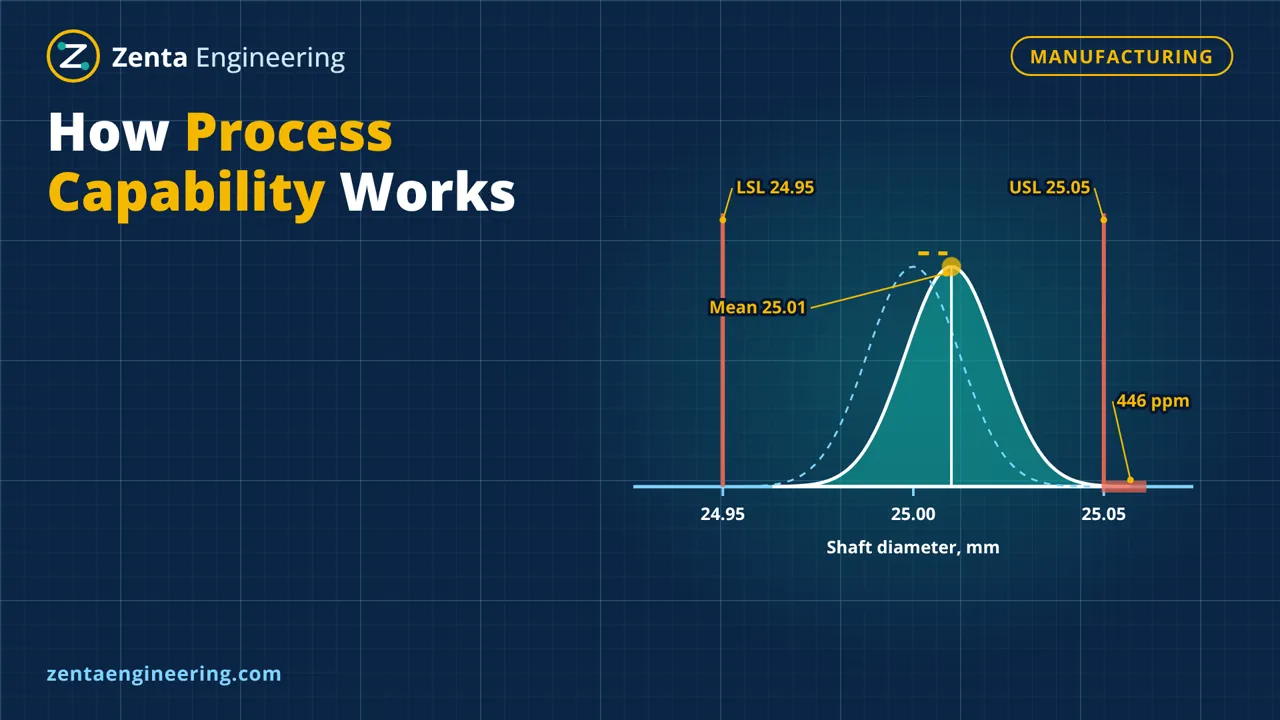 Zenta Engineering
MANUFACTURING
How Process
Capability Works
LSL 24.95
USL 25.05
Mean 25.01
446 ppm
24.95
25.00
25.05
Shaft diameter, mm
zentaengineering.com